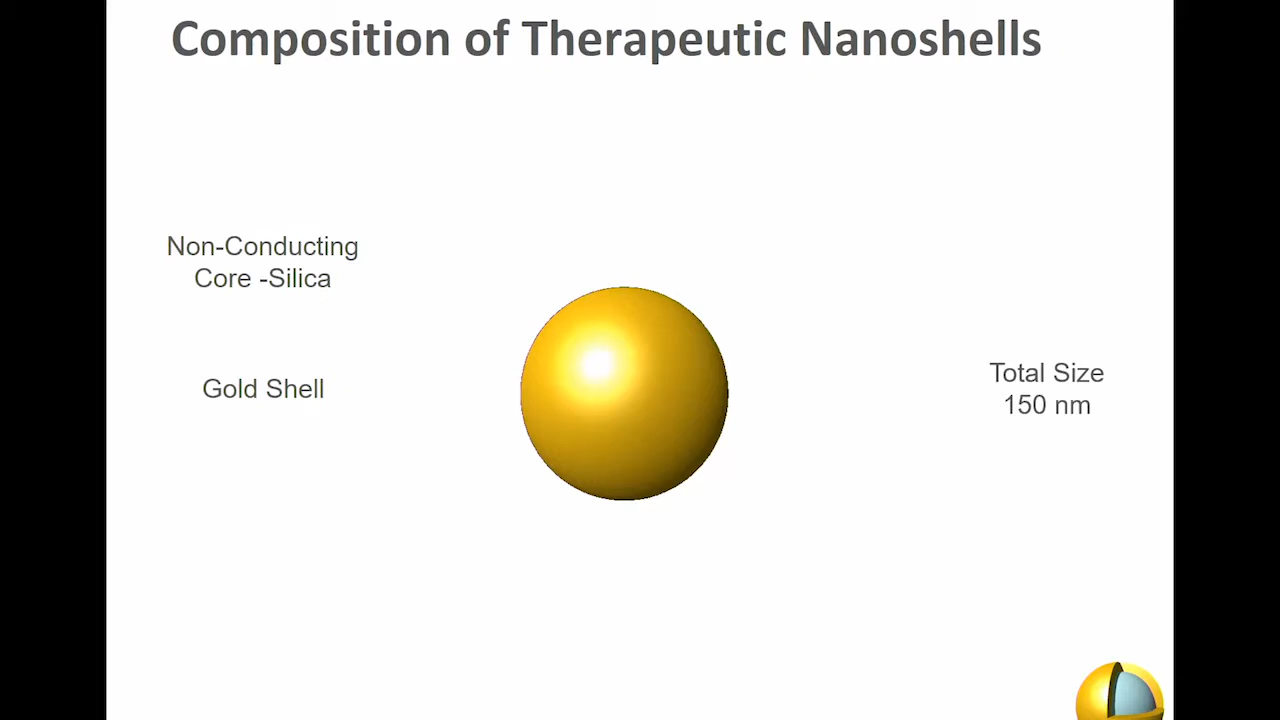 Composition of Therapeutic Nanoshells
Non-Conducting
Core -Silica
Gold Shell
Total Size
150 nm